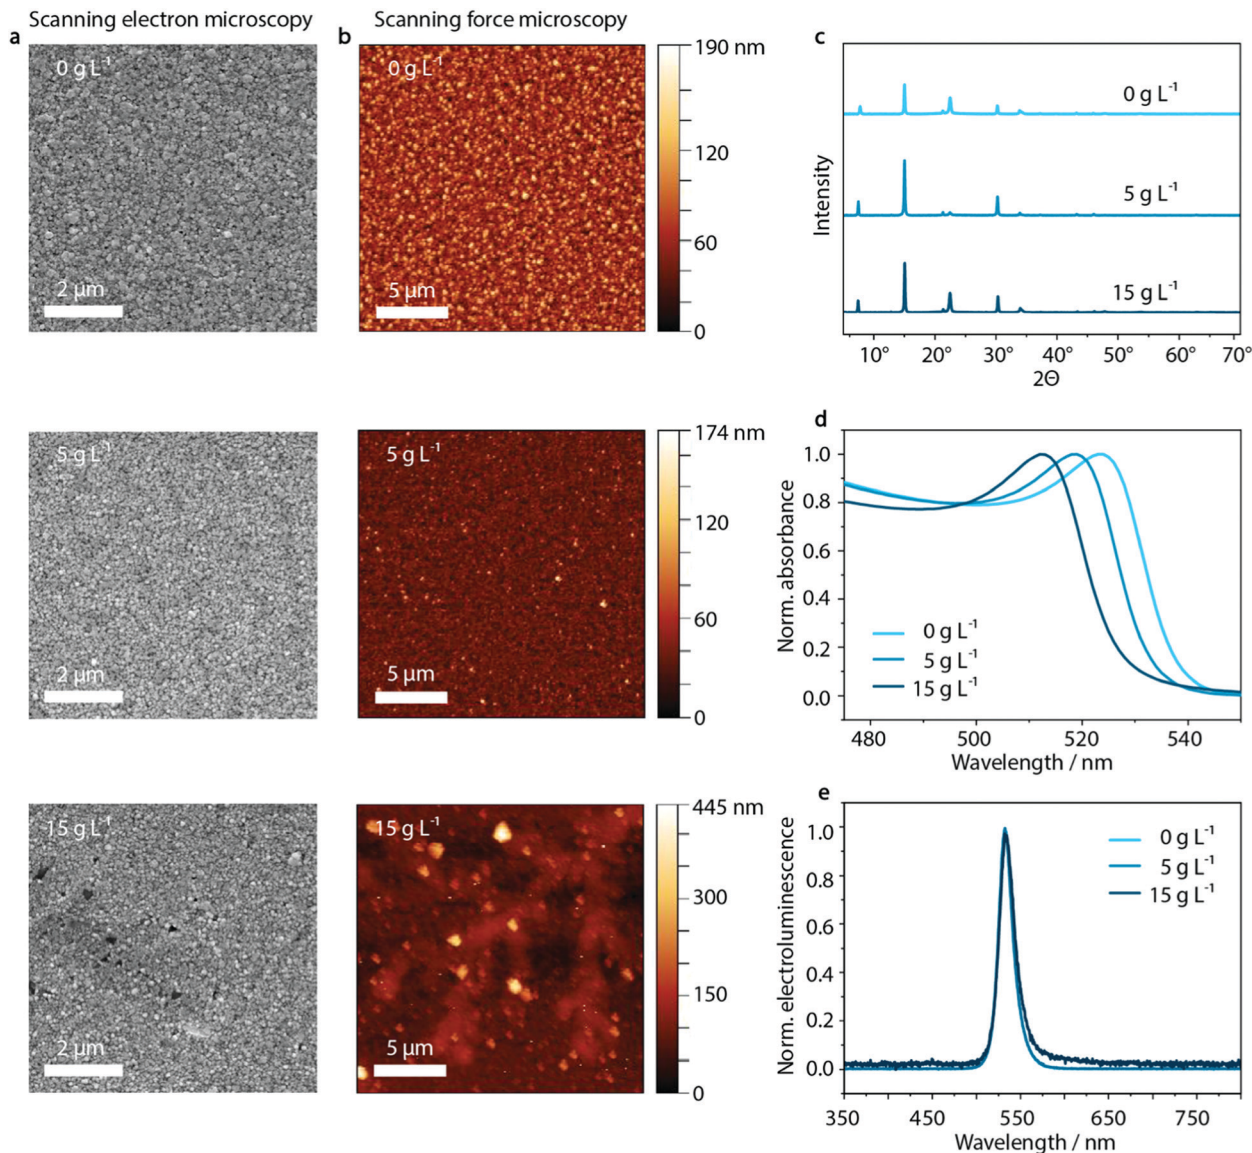 Scanning electron microscopy
Scanning force microscopy
a
0 g L⁻¹
2 µm
5 g L⁻¹
2 µm
15 g L⁻¹
2 µm
b
0 g L⁻¹
5 µm
190 nm
120
60
0
5 g L⁻¹
5 µm
174 nm
120
60
0
15 g L⁻¹
5 µm
445 nm
300
150
0
c
Intensity
0 g L⁻¹
5 g L⁻¹
15 g L⁻¹
10° 20° 30° 40° 50° 60° 70°
2Θ
d
Norm. absorbance
1.0
0.8
0.6
0.4
0.2
0.0
0 g L⁻¹
5 g L⁻¹
15 g L⁻¹
480 500 520 540
Wavelength / nm
e
Norm. electroluminescence
1.0
0.8
0.6
0.4
0.2
0.0
0 g L⁻¹
5 g L⁻¹
15 g L⁻¹
350 450 550 650 750
Wavelength / nm